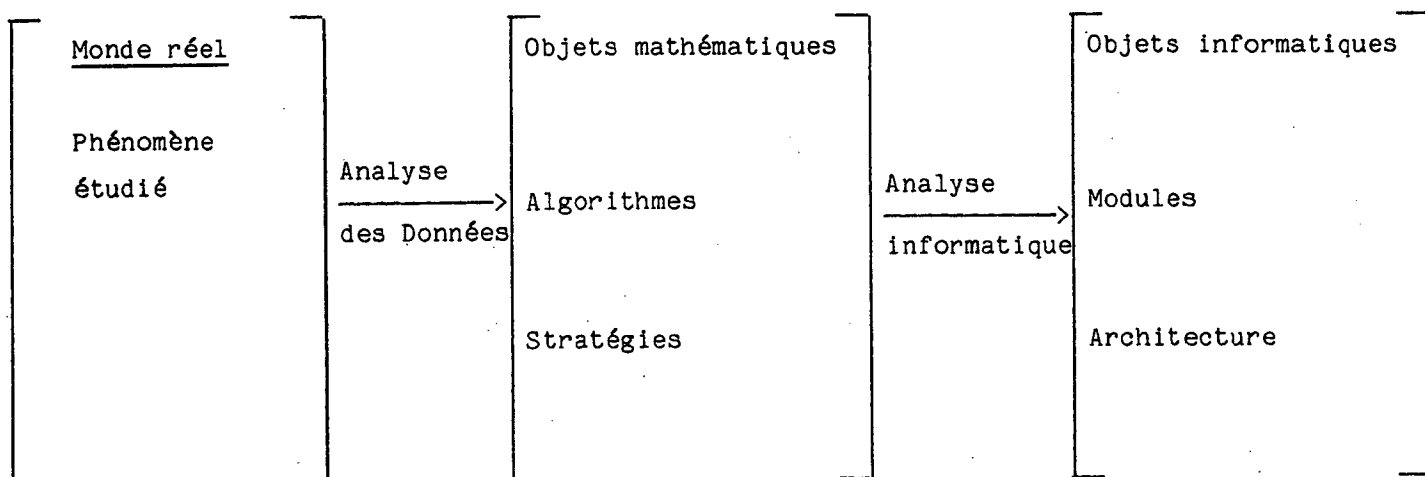 Monde réel
Phénomène
étudié
Analyse
des Données
Objets mathématiques
Algorithmes
Stratégies
Analyse
informatique
Objets informatiques
Modules
Architecture